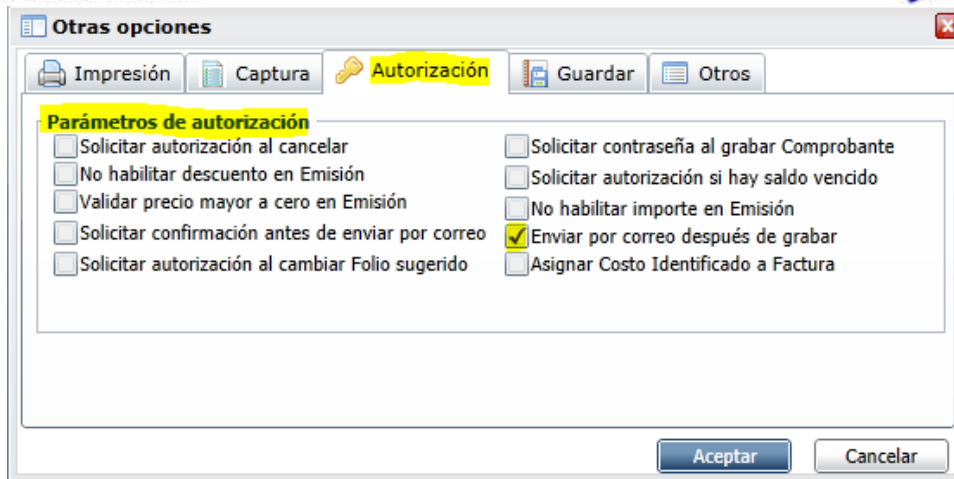 Otras opciones
Impresión Captura Autorización Guardar Otros
Parámetros de autorización
Solicitar autorización al cancelar
No habilitar descuento en Emisión
Validar precio mayor a cero en Emisión
Solicitar confirmación antes de enviar por correo
Solicitar autorización al cambiar Folio sugerido
Solicitar contraseña al grabar Comprobante
Solicitar autorización si hay saldo vencido
No habilitar importe en Emisión
Enviar por correo después de grabar
Asignar Costo Identificado a Factura
Aceptar Cancelar